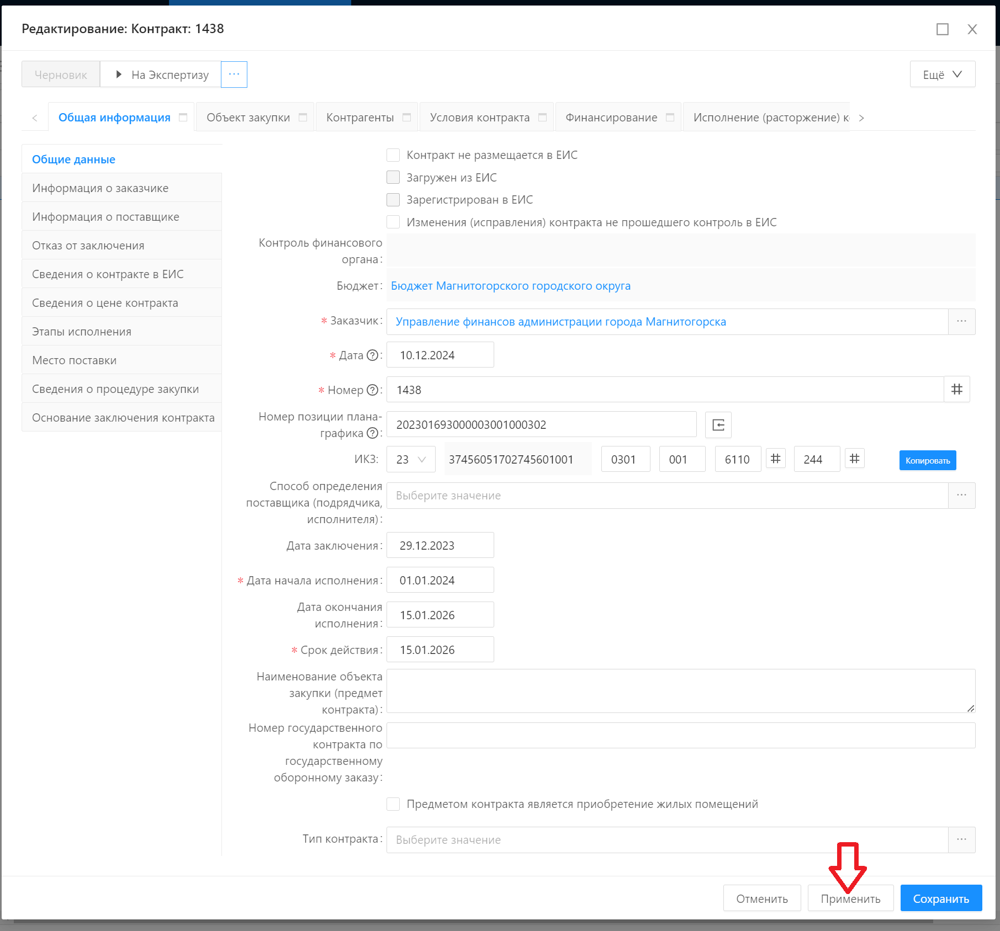 Редактирование: Контракт: 1438
Черновик
На Экспертизу
...
Ещё
Общая информация
Объект закупки
Контрагенты
Условия контракта
Финансирование
Исполнение (расторжение) к
Общие данные
Информация о заказчике
Информация о поставщике
Отказ от заключения
Сведения о контракте в ЕИС
Сведения о цене контракта
Этапы исполнения
Место поставки
Сведения о процедуре закупки
Основание заключения контракта
Контракт не размещается в ЕИС
Загружен из ЕИС
Зарегистрирован в ЕИС
Изменения (исправления) контракта не прошедшего контроль в ЕИС
Контроль финансового
органа:
Бюджет: Бюджет Магнитогорского городского округа
* Заказчик: Управление финансов администрации города Магнитогорска ...
* Дата ?: 10.12.2024
* Номер ?: 1438 #
Номер позиции плана-
графика ?: 202301693000003001000302
ИКЗ: 23 37456051702745601001 0301 001 6110 # 244 # Копировать
Способ определения
поставщика (подрядчика,
исполнителя): Выберите значение ...
Дата заключения: 29.12.2023
* Дата начала исполнения: 01.01.2024
Дата окончания
исполнения: 15.01.2026
* Срок действия: 15.01.2026
Наименование объекта
закупки (предмет
контракта):
Номер государственного
контракта по
государственному
оборонному заказу:
Предметом контракта является приобретение жилых помещений
Тип контракта: Выберите значение ...
Отменить
Применить
Сохранить